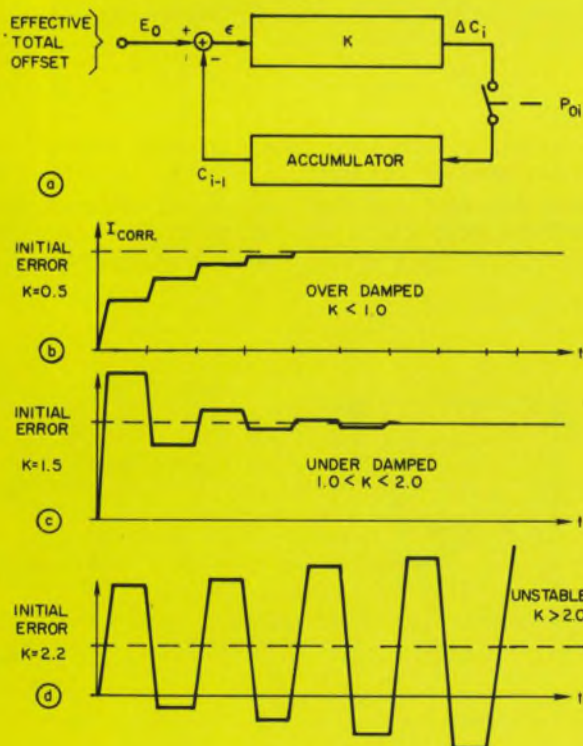 EFFECTIVE
TOTAL
OFFSET
E₀
+
+
−
ϵ
K
ΔCᵢ
P₀ᵢ
ACCUMULATOR
Cᵢ₋₁
a
I CORR.
INITIAL
ERROR
K=0.5
OVER DAMPED
K < 1.0
b
t
INITIAL
ERROR
K=1.5
UNDER DAMPED
1.0 < K < 2.0
c
t
INITIAL
ERROR
K=2.2
UNSTABLE
K > 2.0
d
t